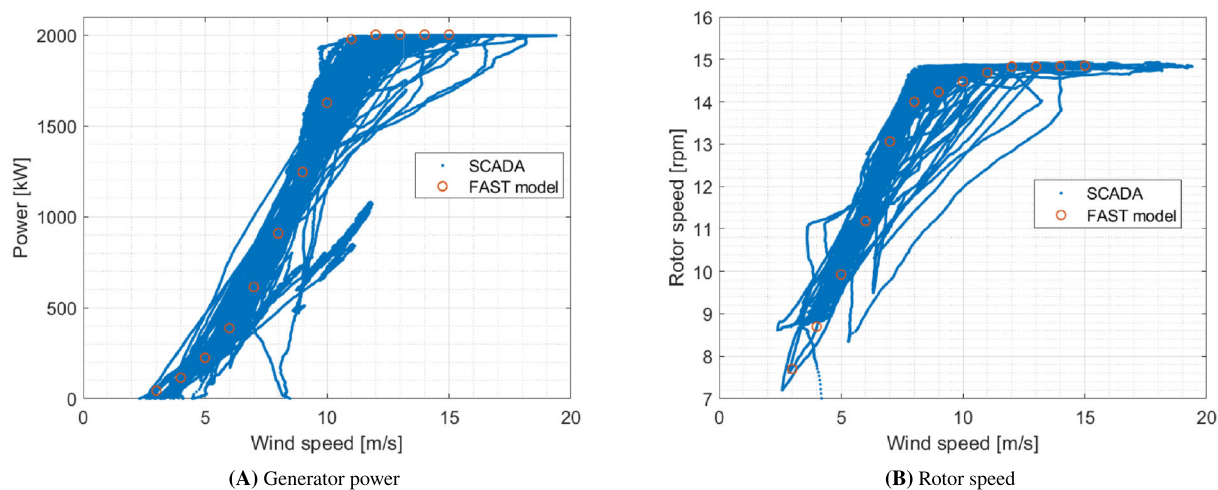 2000
1500
1000
500
0
Power [kW]
SCADA
FAST model
0 5 10 15 20
Wind speed [m/s]
(A) Generator power
16
15
14
13
12
11
10
9
8
7
Rotor speed [rpm]
SCADA
FAST model
0 5 10 15 20
Wind speed [m/s]
(B) Rotor speed